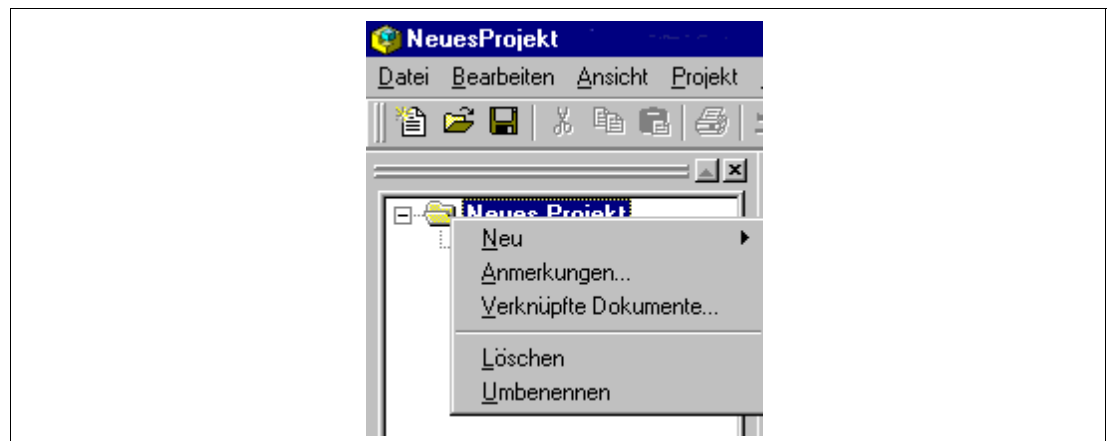 NeuesProjekt
Datei Bearbeiten Ansicht Projekt
Neues Projekt
Neu
Anmerkungen...
Verknüpfte Dokumente...
Löschen
Umbenennen